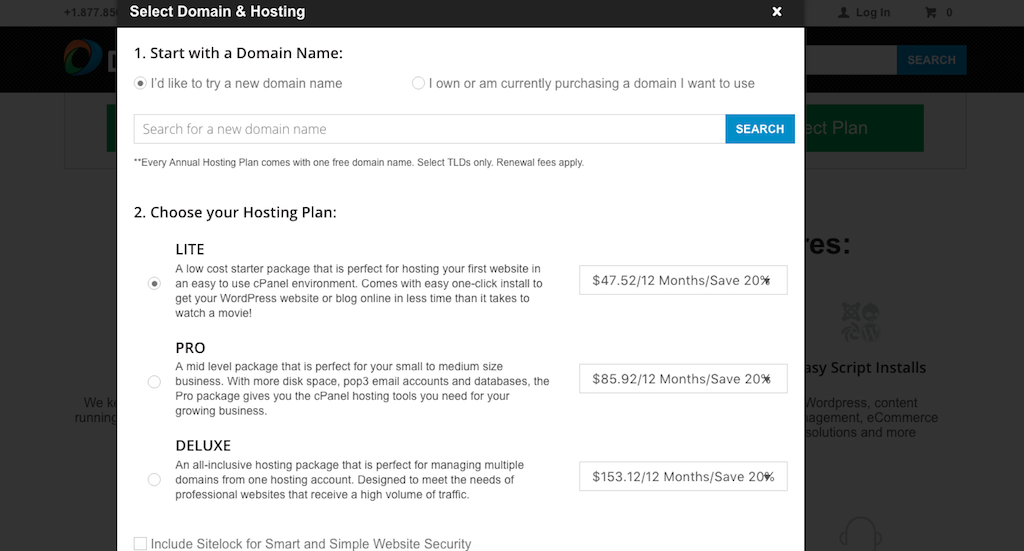 +1.877.85
Select Domain & Hosting
x
Log In
0
1. Start with a Domain Name:
I'd like to try a new domain name
I own or am currently purchasing a domain I want to use
SEARCH
Search for a new domain name
SEARCH
ect Plan
**Every Annual Hosting Plan comes with one free domain name. Select TLDs only. Renewal fees apply.
2. Choose your Hosting Plan:
res:
LITE
A low cost starter package that is perfect for hosting your first website in
an easy to use cPanel environment. Comes with easy one-click install to
get your WordPress website or blog online in less time than it takes to
watch a movie!
$47.52/12 Months/Save 20%
PRO
A mid level package that is perfect for your small to medium size
business. With more disk space, pop3 email accounts and databases, the
Pro package gives you the cPanel hosting tools you need for your
growing business.
$85.92/12 Months/Save 20%
asy Script Installs
We k
running
Wordpress, content
agement, eCommerce
solutions and more
DELUXE
An all-inclusive hosting package that is perfect for managing multiple
domains from one hosting account. Designed to meet the needs of
professional websites that receive a high volume of traffic.
$153.12/12 Months/Save 20%
Include Sitelock for Smart and Simple Website Security